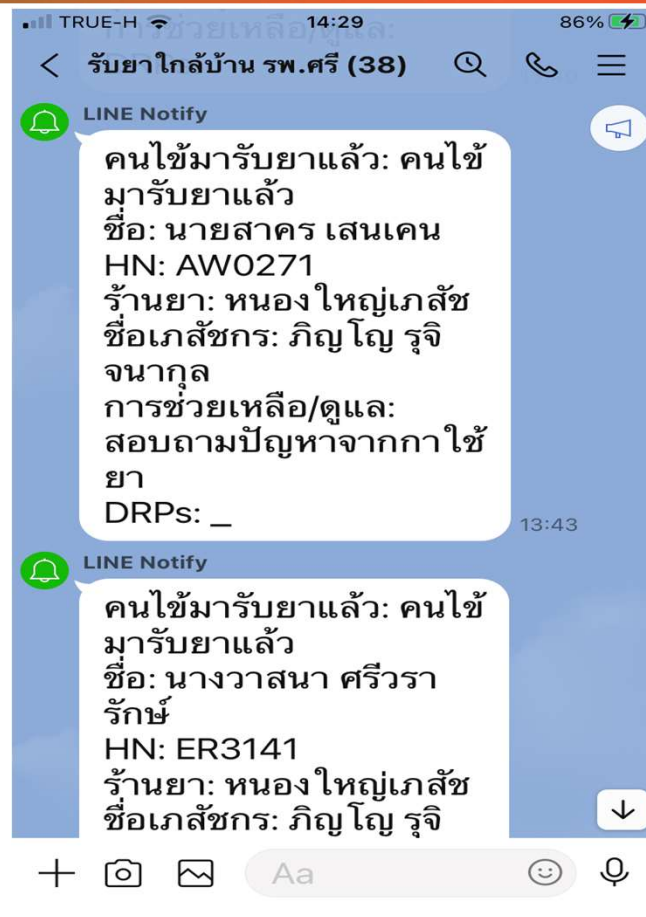 TRUE-H 14:29 86%
รับยาใกล้บ้าน รพ.ศรี (38)
LINE Notify
คนไข้มารับยาแล้ว: คนไข้
มารับยาแล้ว
ชื่อ: นายสาคร เสนเคน
HN: AW0271
ร้านยา: หนองใหญ่เภสัช
ชื่อเภสัชกร: ภิญโญ รุจิ
จนากุล
การช่วยเหลือ/ดูแล:
สอบถามปัญหาจากกาใช้
ยา
DRPs: _
13:43
LINE Notify
คนไข้มารับยาแล้ว: คนไข้
มารับยาแล้ว
ชื่อ: นางวาสนา ศรีวรา
รักษ์
HN: ER3141
ร้านยา: หนองใหญ่เภสัช
ชื่อเภสัชกร: ภิญโญ รุจิ
Aa